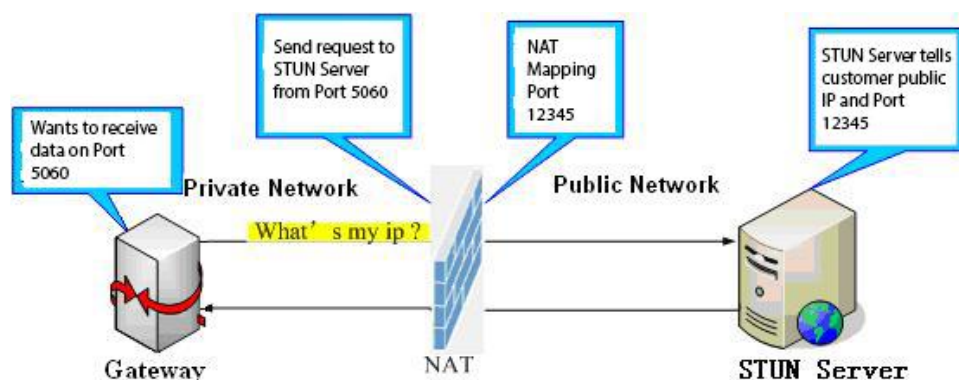 Send request to
STUN Server
from Port 5060
NAT
Mapping
Port
12345
STUN Server tells
customer public
IP and Port
12345
Wants to receive
data on Port
5060
Private Network
Public Network
What's my ip ?
Gateway
NAT
STUN Server